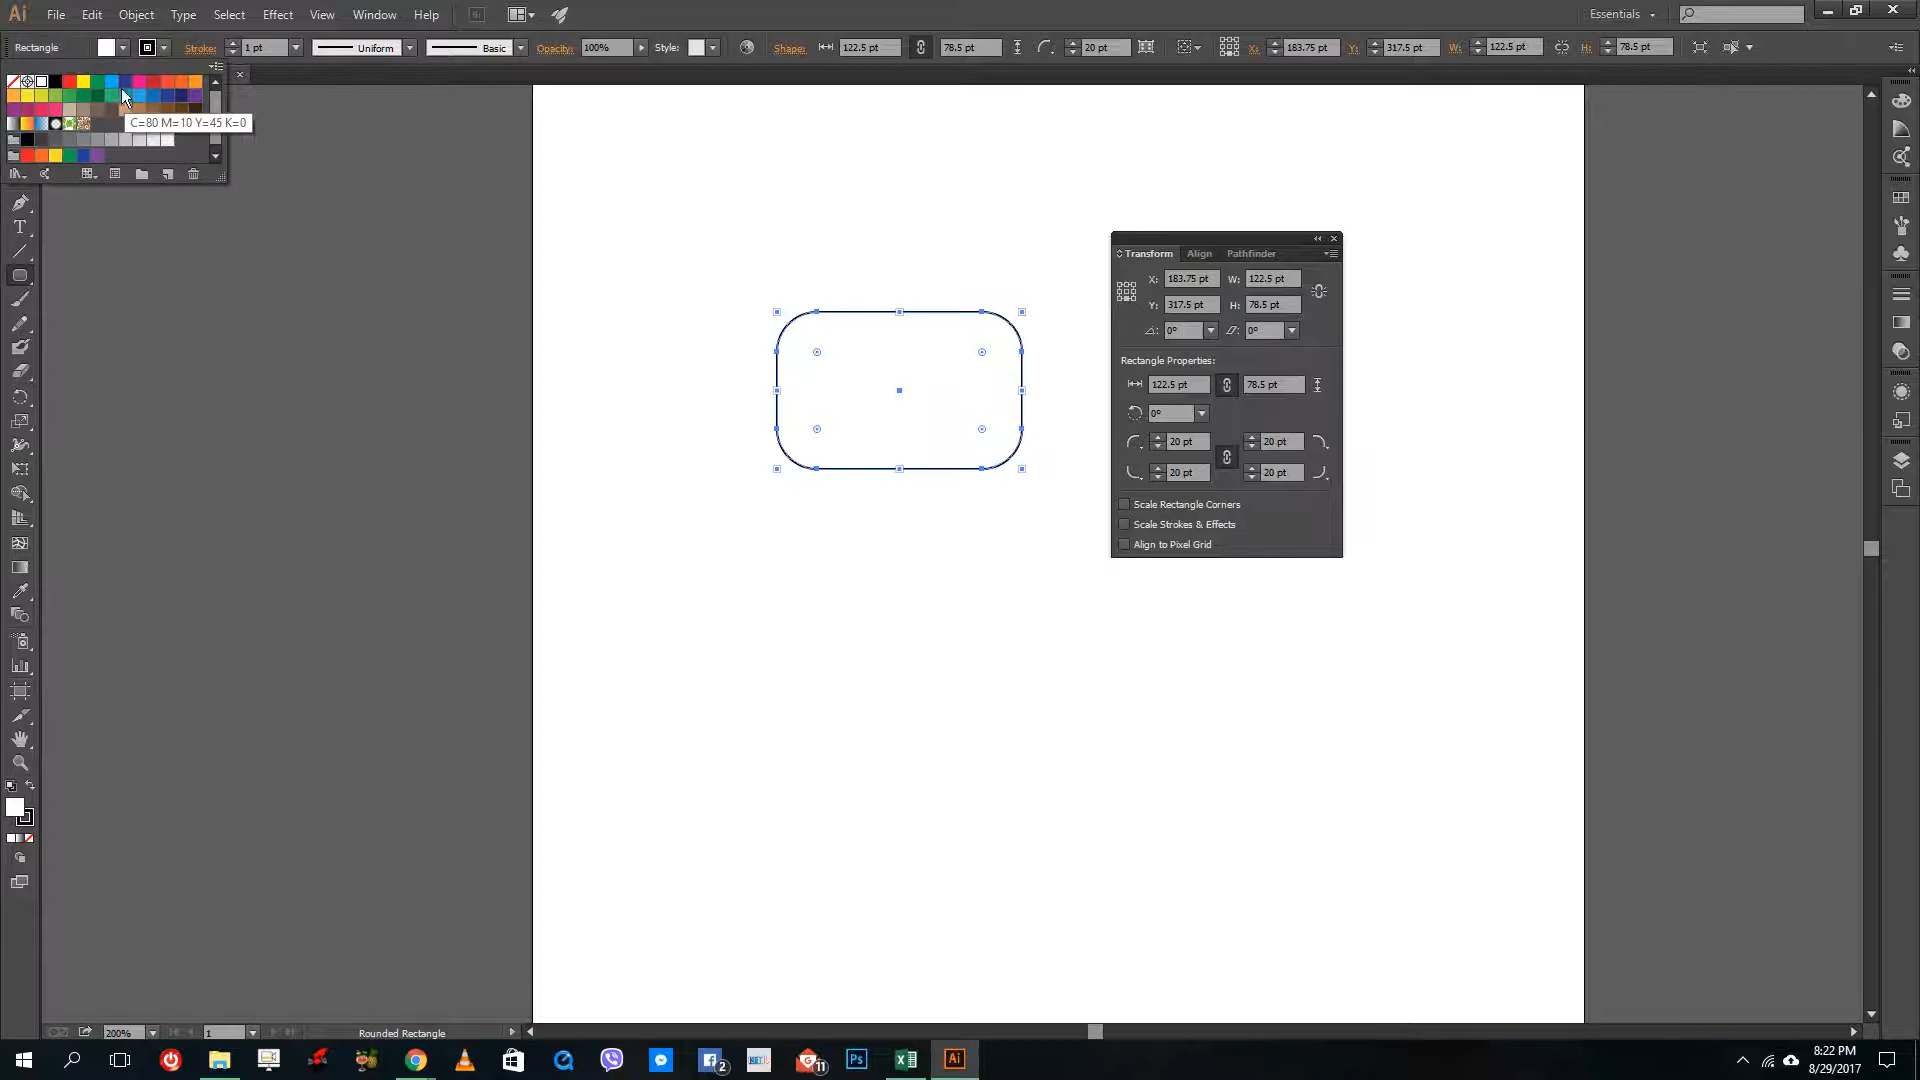 Ai File Edit Object Type Select Effect View Window Help Br Essentials
Rectangle Stroke: 1 pt Uniform Basic Opacity: 100% Style: Shape: 122.5 pt 78.5 pt 20 pt X: 183.75 pt Y: 317.5 pt W: 122.5 pt H: 78.5 pt
C=80 M=10 Y=45 K=0
Transform Align Pathfinder
X: 183.75 pt W: 122.5 pt
Y: 317.5 pt H: 78.5 pt
0° 0°
Rectangle Properties:
122.5 pt 78.5 pt
0°
20 pt 20 pt
20 pt 20 pt
Scale Rectangle Corners
Scale Strokes & Effects
Align to Pixel Grid
T
200% 1 Rounded Rectangle
2 11 Ps Ai
8:22 PM
8/29/2017